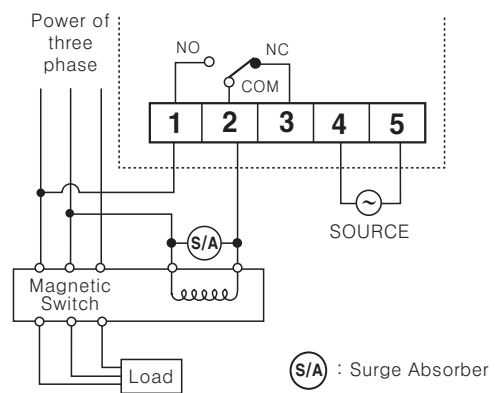 Power of
three
phase
NO
NC
COM
1 2 3 4 5
S/A
SOURCE
Magnetic
Switch
Load
S/A : Surge Absorber